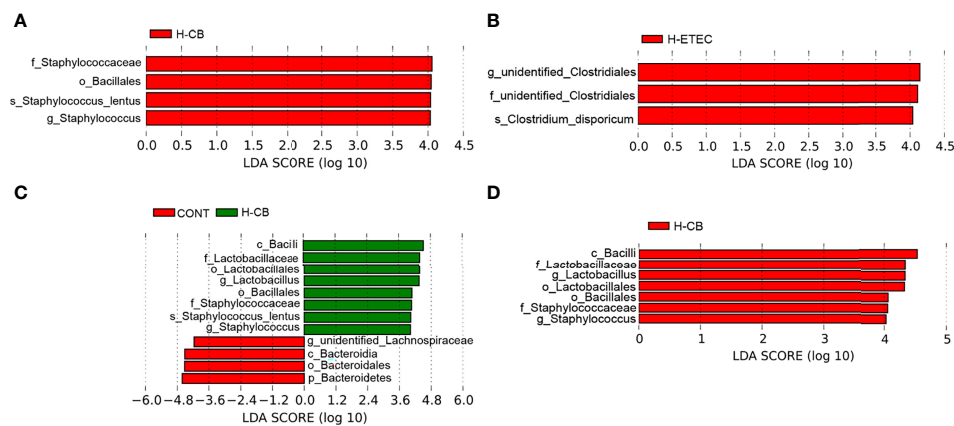 A
H-CB
f_Staphylococcaceae
o_Bacillales
s_Staphylococcus_lentus
g_Staphylococcus
0.0 0.5 1.0 1.5 2.0 2.5 3.0 3.5 4.0 4.5
LDA SCORE (log 10)
B
H-ETEC
g_unidentified_Clostridiales
f_unidentified_Clostridiales
s_Clostridium_disporicum
0.0 0.5 1.0 1.5 2.0 2.5 3.0 3.5 4.0 4.5
LDA SCORE (log 10)
C
CONT H-CB
c_Bacili
f_Lactobacillaceae
o_Lactobacillales
g_Lactobacillus
o_Bacillales
f_Staphylococcaceae
s_Staphylococcus_lentus
g_Staphylococcus
g_unidentified_Lachnospiraceae
c_Bacteroidia
o_Bacteroidales
p_Bacteroidetes
−6.0 −4.8 −3.6 −2.4 −1.2 0.0 1.2 2.4 3.6 4.8 6.0
LDA SCORE (log 10)
D
H-CB
c_Bacilli
f_Lactobacillaceae
g_Lactobacillus
o_Lactobacillales
o_Bacillales
f_Staphylococcaceae
g_Staphylococcus
0 1 2 3 4 5
LDA SCORE (log 10)